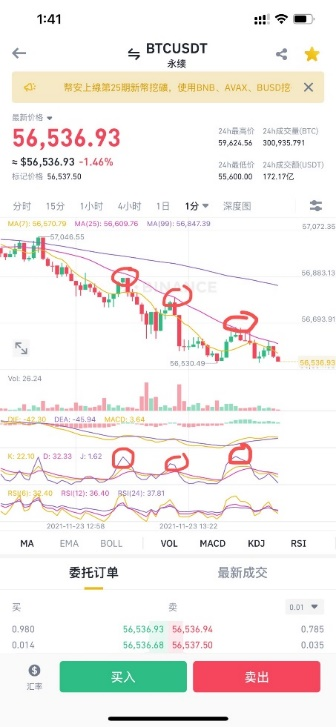 1:41
BTCUSDT
永续
幣安上線第25期新幣挖礦，使用BNB、AVAX、BUSD挖
最新价格
56,536.93
≈ $56,536.93 -1.46%
标记价格 56,537.50
24h最高价 24h成交量(BTC)
59,624.56 300,935.791
24h最低价 24h成交额(USDT)
55,600.00 172.17亿
分时 15分 1小时 4小时 1日 1分 深度图
MA(7): 56,570.79 MA(25): 56,609.76 MA(99): 56,847.89
57,072.35
57,046.55
56,883.13
BINANCE
56,693.91
56,530.49
56,536.93
Vol: 26.24
DIF: -42.30 DEA: -45.94 MACD: 3.64
K: 22.10 D: 32.33 J: 1.62
RSI(6): 32.40 RSI(12): 36.40 RSI(24): 37.81
2021-11-23 12:58 2021-11-23 13:22
MA EMA BOLL VOL MACD KDJ RSI
委托订单 最新成交
买 卖 0.01
0.980 56,536.93 56,536.94 0.785
0.014 56,536.68 56,537.50 0.035
汇率 买入 卖出